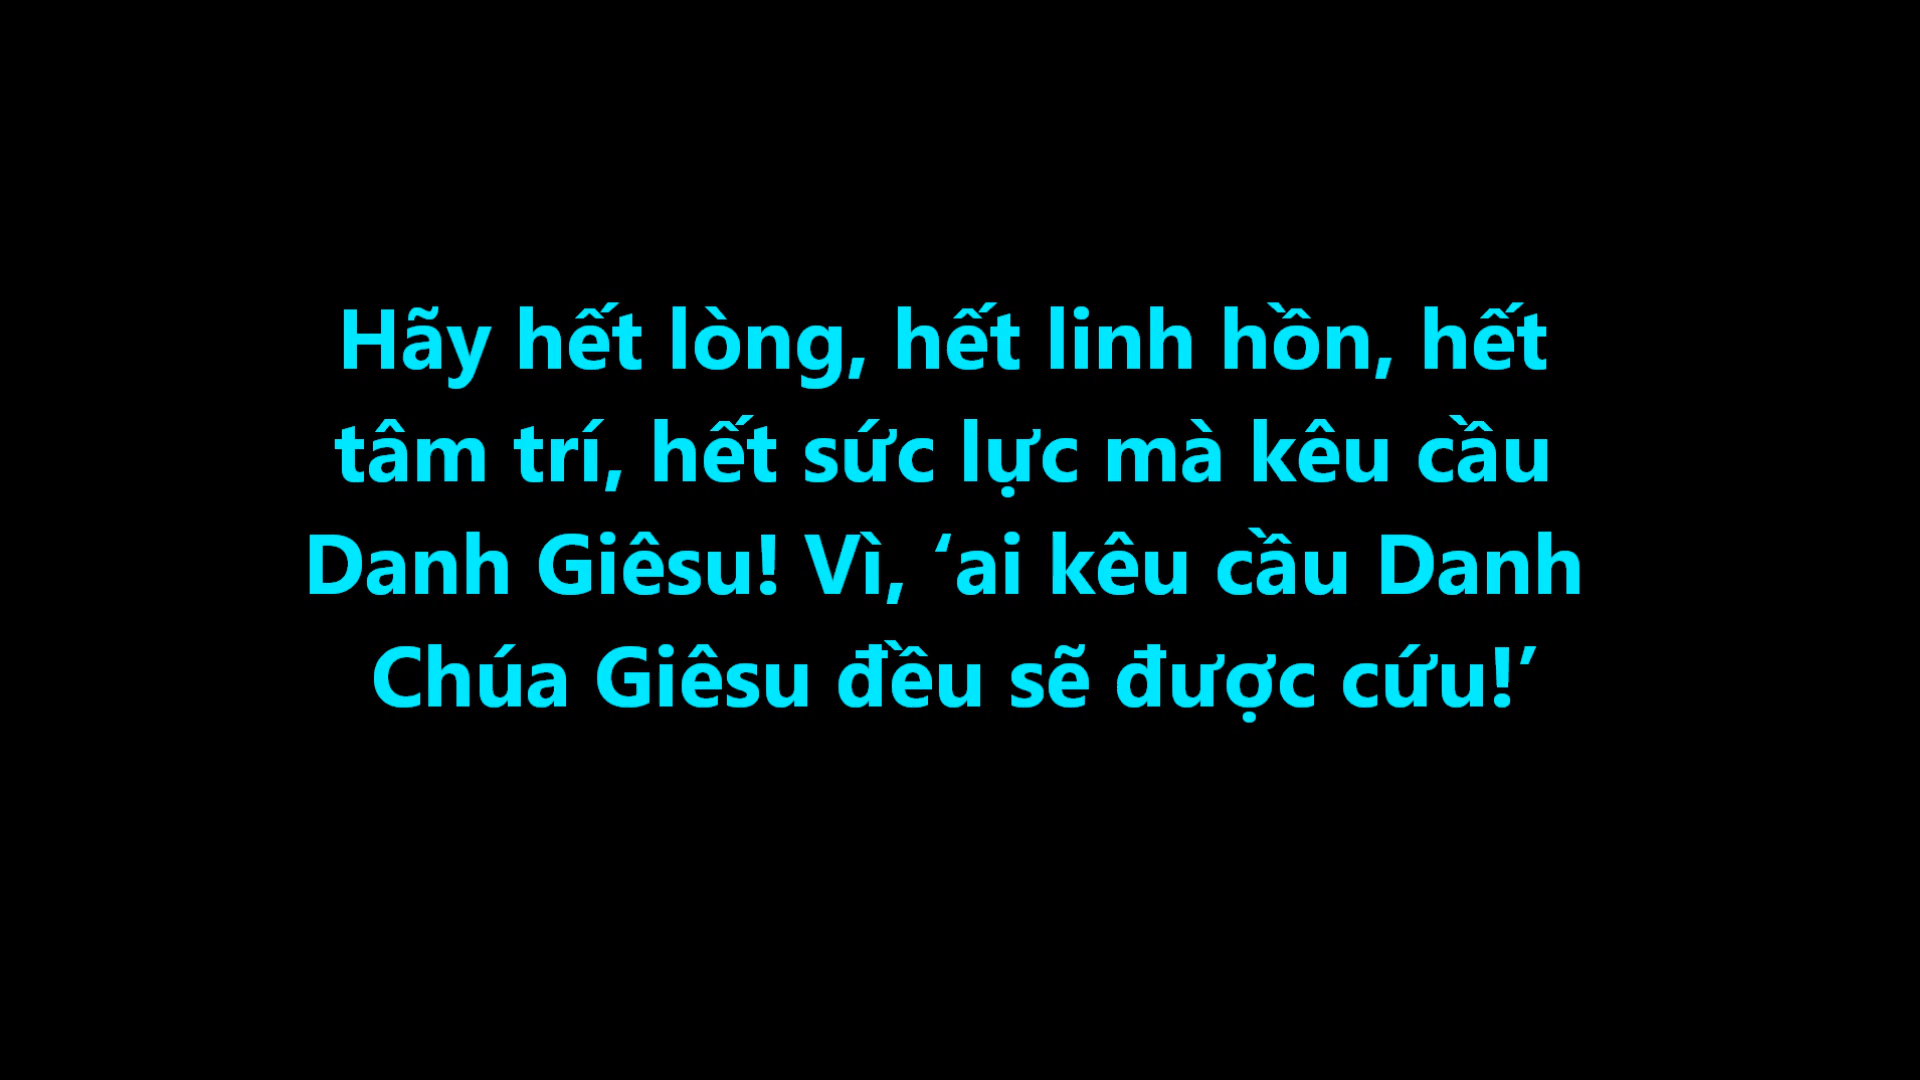 Hãy hết lòng, hết linh hồn, hết
tâm trí, hết sức lực mà kêu cầu
Danh Giêsu! Vì, ‘ai kêu cầu Danh
Chúa Giêsu đều sẽ được cứu!’